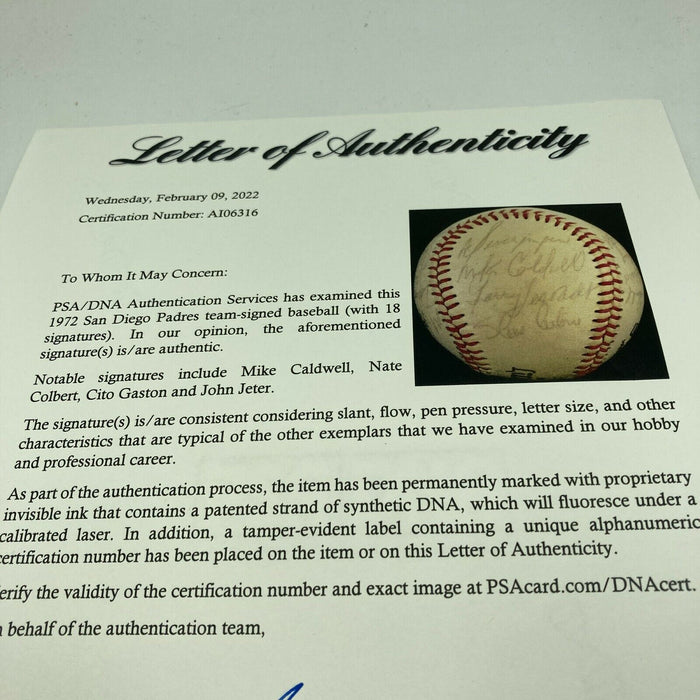 Letter of Authenticity
Wednesday, February 09, 2022
Certification Number: AI06316
To Whom It May Concern:
PSA/DNA Authentication Services has examined this
1972 San Diego Padres team-signed baseball (with 18
signatures). In our opinion, the aforementioned
signature(s) is/are authentic.
Notable signatures include Mike Caldwell, Nate
Colbert, Cito Gaston and John Jeter.
Mike Caldwell
The signature(s) is/are consistent considering slant, flow, pen pressure, letter size, and other
characteristics that are typical of the other exemplars that we have examined in our hobby
and professional career.
As part of the authentication process, the item has been permanently marked with proprietary
invisible ink that contains a patented strand of synthetic DNA, which will fluoresce under a
calibrated laser. In addition, a tamper-evident label containing a unique alphanumeric
certification number has been placed on the item or on this Letter of Authenticity.
erify the validity of the certification number and exact image at PSAcard.com/DNAcert.
behalf of the authentication team,